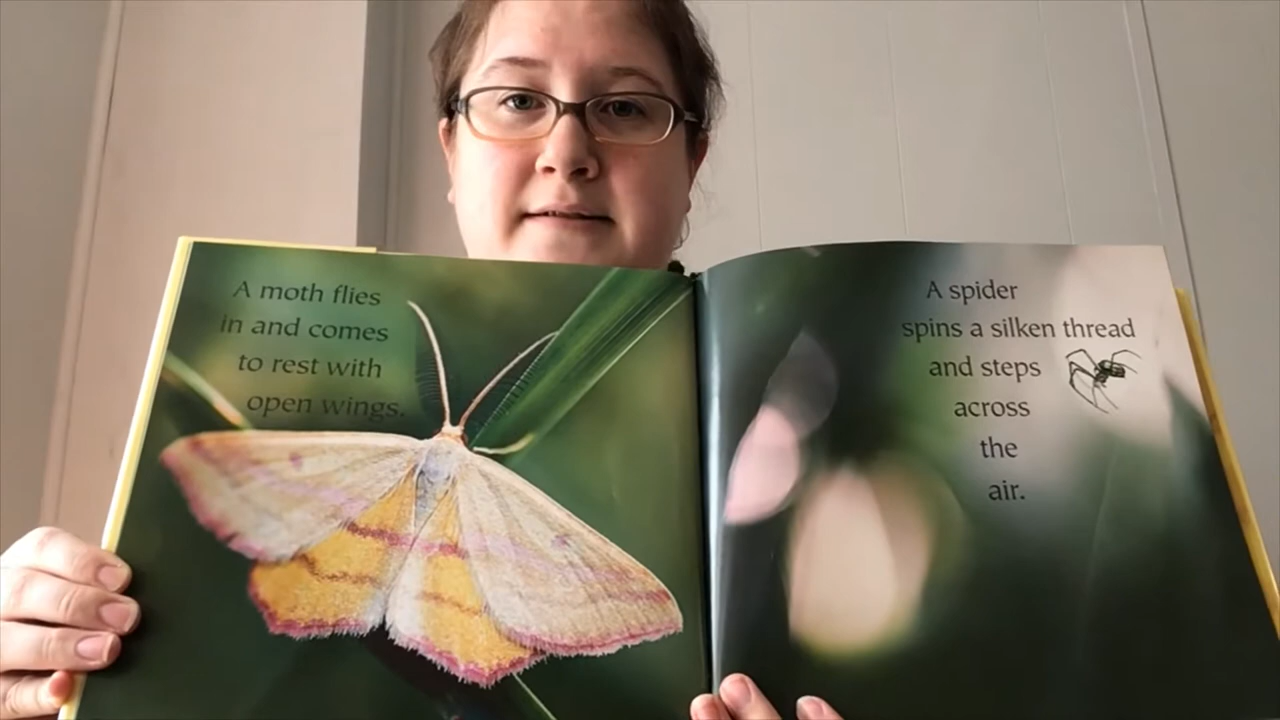 A moth flies
in and comes
to rest with
open wings.
A spider
spins a silken thread
and steps
across
the
air.